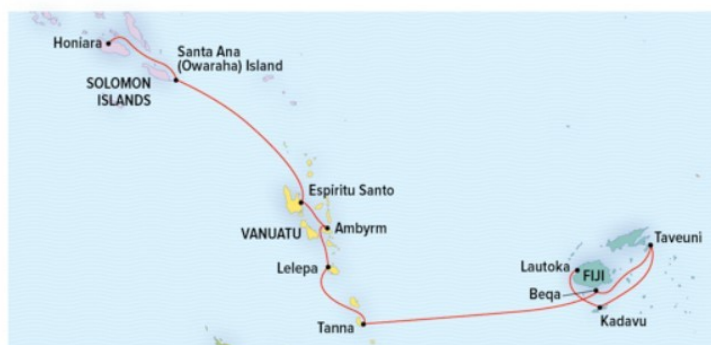 Honiara
Santa Ana
(Owaraha) Island
SOLOMON
ISLANDS
Espiritu Santo
VANUATU
Ambyrm
Lelepa
Tanna
Taveuni
Lautoka
FIJI
Beqa
Kadavu